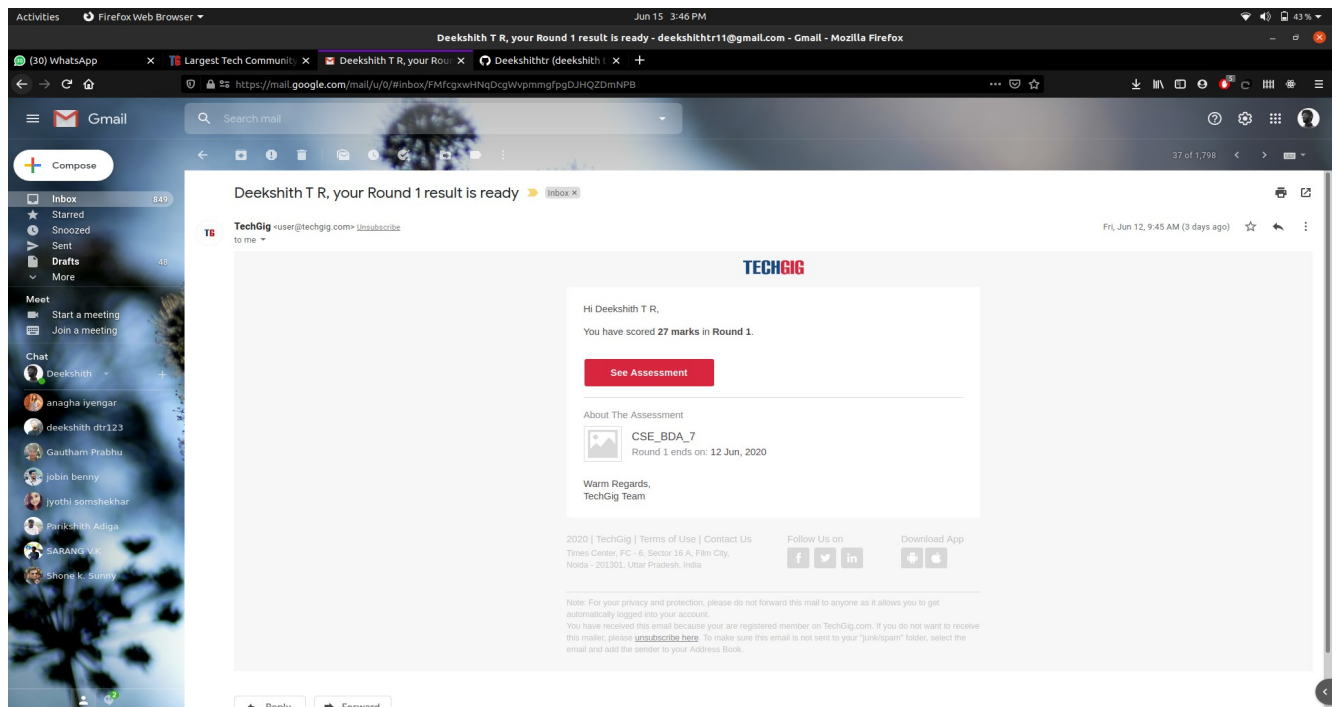 Activities Firefox Web Browser Jun 15 3:46 PM 43 %
Deekshith T R, your Round 1 result is ready - deekshithtr11@gmail.com - Gmail - Mozilla Firefox
(30) WhatsApp × TG Largest Tech Community × Deekshith T R, your Rou × Deekshithtr (deekshith t × +
https://mail.google.com/mail/u/0/#inbox/FMfcgxwHNqDcgWvpmmgfpgDJHQZDmNPB
Gmail
Search mail
Compose
37 of 1,798
Inbox 849
Starred
Snoozed
Sent
Drafts 48
More
Meet
Start a meeting
Join a meeting
Chat
Deekshith
anagha iyengar
deekshith dtr123
Gautham Prabhu
jobin benny
jyothi somshekhar
Parikshith Adiga
SARANG V.K
Shone k. Sunny
2
Deekshith T R, your Round 1 result is ready Inbox ×
TG TechGig <user@techgig.com> Unsubscribe Fri, Jun 12, 9:45 AM (3 days ago)
to me
TECHGIG
Hi Deekshith T R,
You have scored 27 marks in Round 1.
See Assessment
About The Assessment
CSE_BDA_7
Round 1 ends on: 12 Jun, 2020
Warm Regards,
TechGig Team
2020 | TechGig | Terms of Use | Contact Us Follow Us on Download App
Times Center, FC - 6, Sector 16 A, Film City,
Noida - 201301, Uttar Pradesh, India
Note: For your privacy and protection, please do not forward this mail to anyone as it allows you to get
automatically logged into your account.
You have received this email because your are registered member on TechGig.com. If you do not want to receive
this mailer, please unsubscribe here. To make sure this email is not sent to your "junk/spam" folder, select the
email and add the sender to your Address Book.
Reply Forward